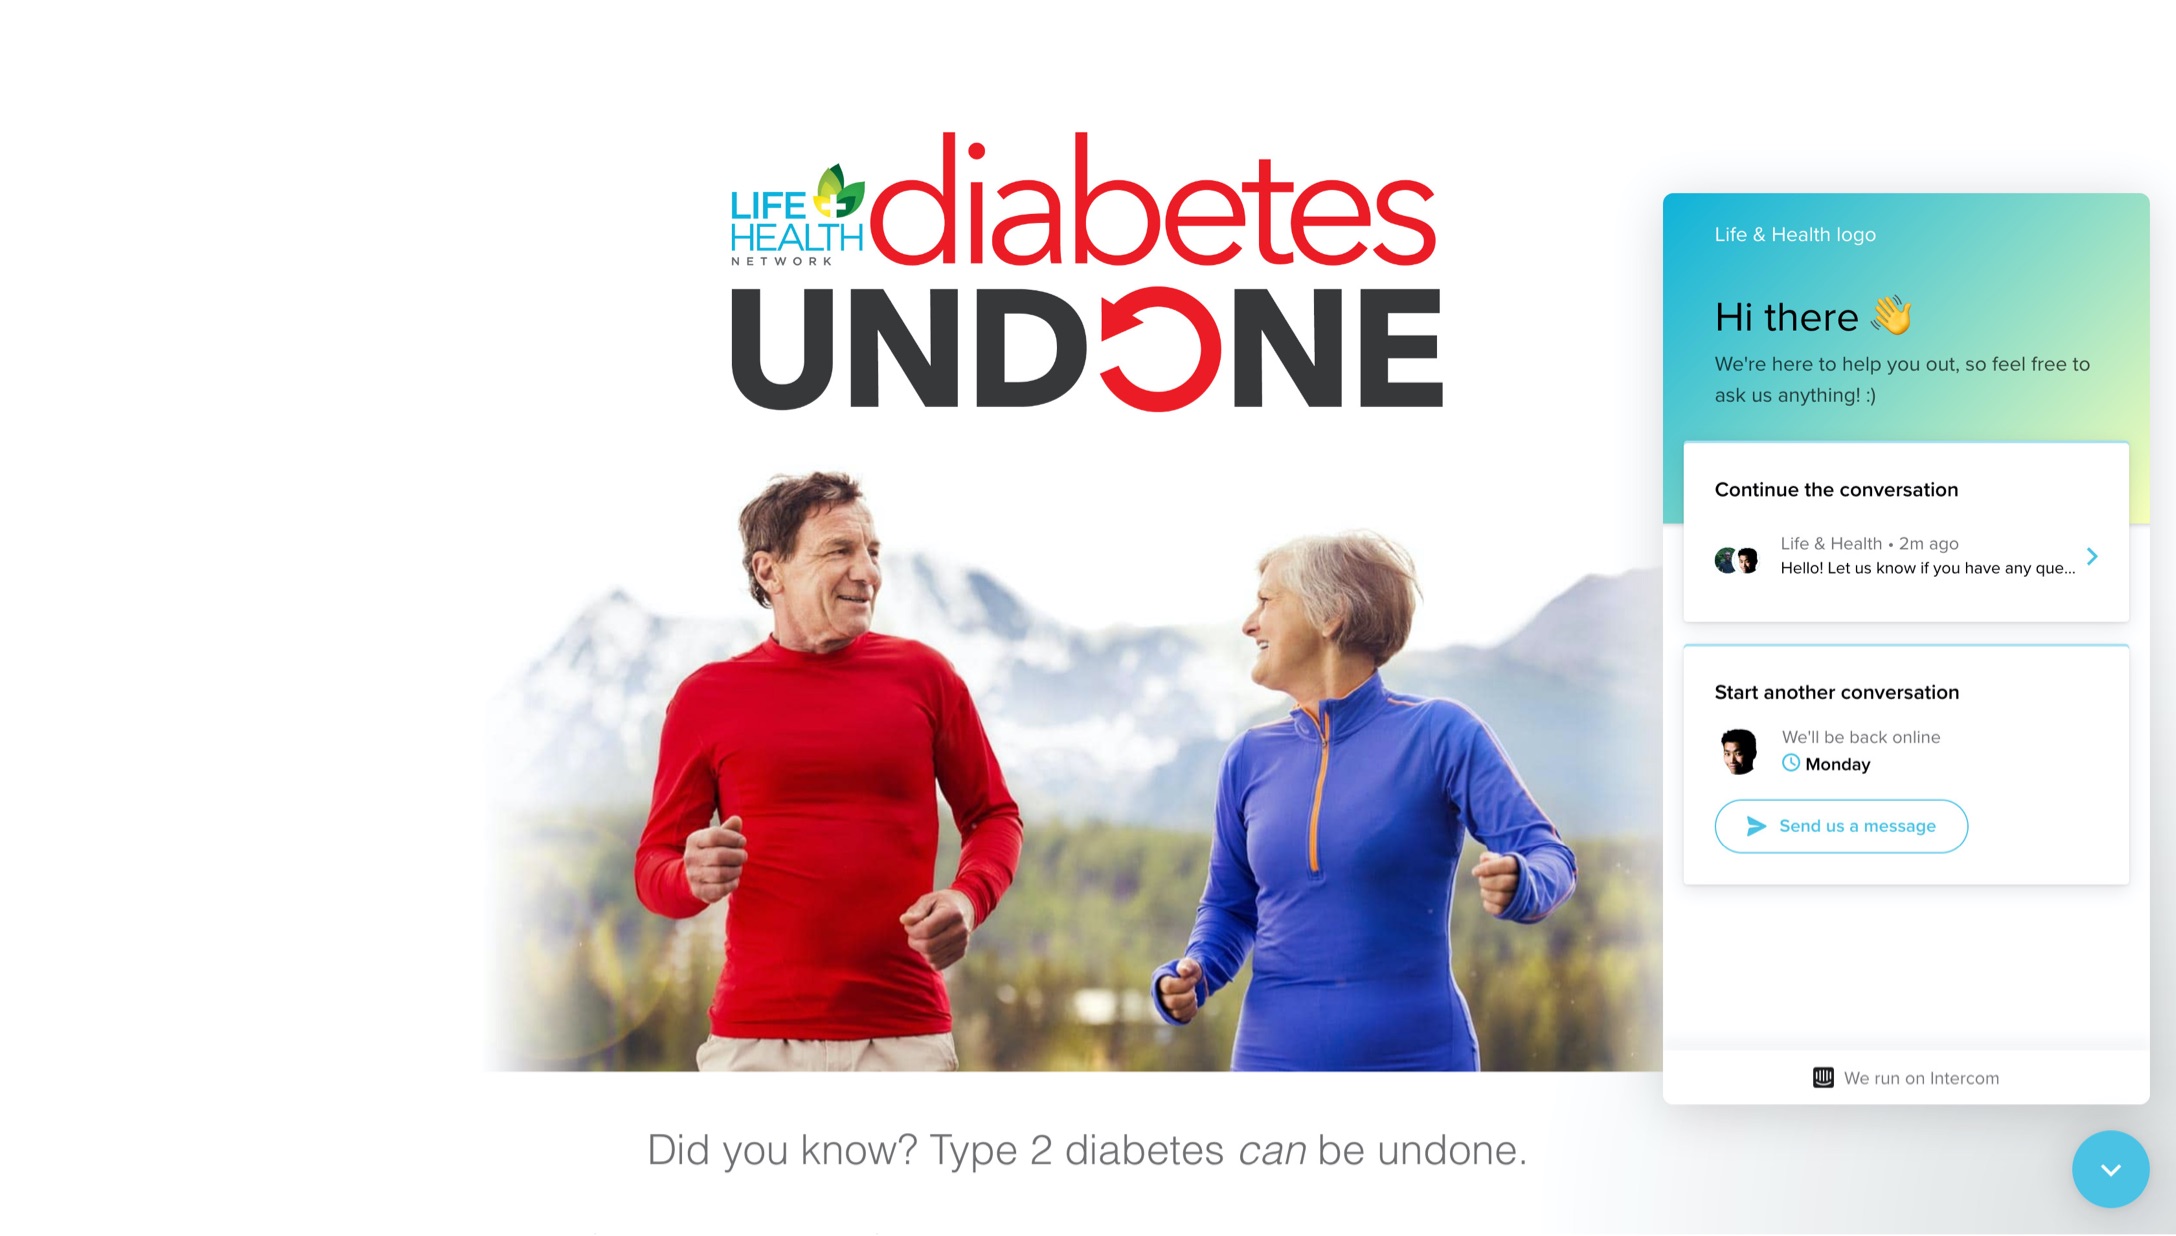 LIFE
HEALTH
NETWORK
diabetes
UNDONE
Did you know? Type 2 diabetes can be undone.
Life & Health logo
Hi there 👋
We're here to help you out, so feel free to
ask us anything! :)
Continue the conversation
Life & Health • 2m ago
Hello! Let us know if you have any que...
Start another conversation
We'll be back online
Monday
Send us a message
We run on Intercom